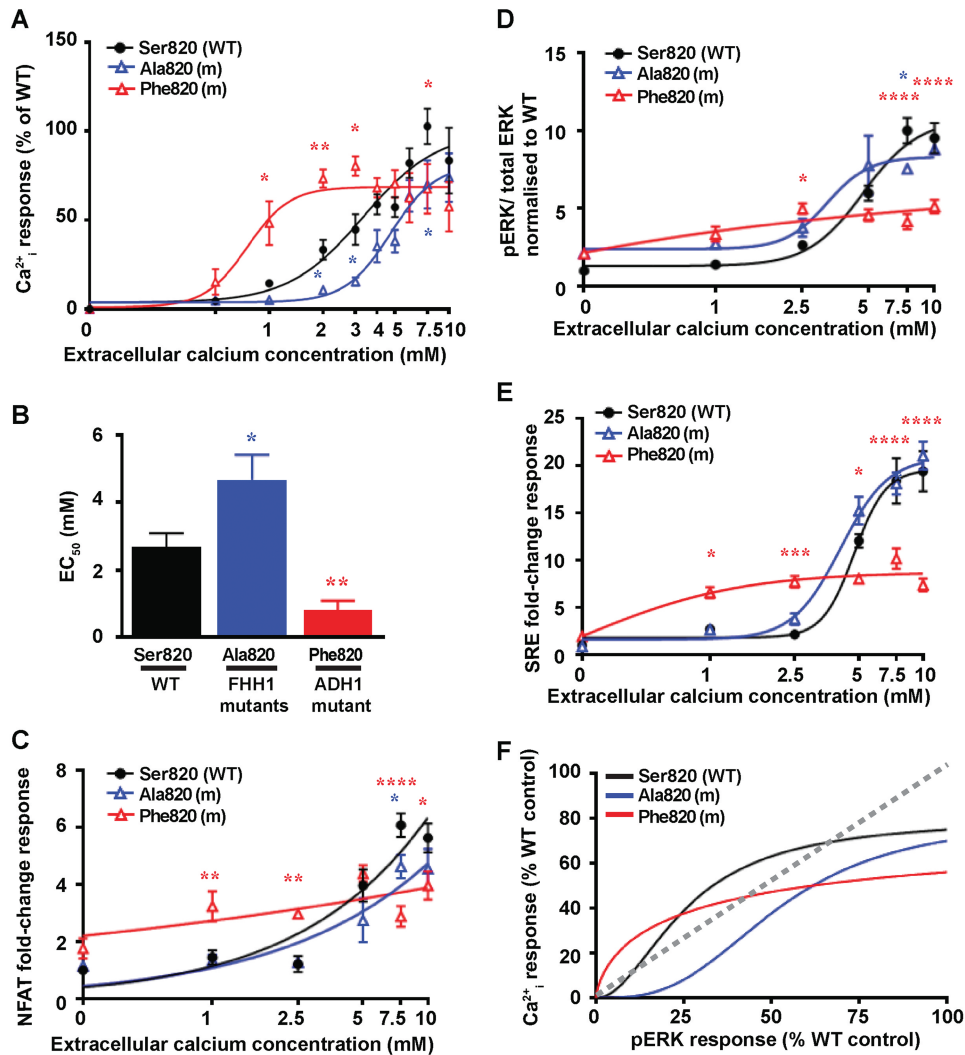 A
150
100
50
0
Ca²⁺ᵢ response (% of WT)
Ser820 (WT)
Ala820 (m)
Phe820 (m)
*
**
*
*
*
*
*
0 1 2 3 4 5 7.5 10
Extracellular calcium concentration (mM)
B
6
4
2
0
EC₅₀ (mM)
*
**
Ser820 Ala820 Phe820
WT FHH1 ADH1
mutants mutant
C
8
6
4
2
0
NFAT fold-change response
Ser820 (WT)
Ala820 (m)
Phe820 (m)
**
**
****
*
*
0 1 2.5 5 7.5 10
Extracellular calcium concentration (mM)
D
15
10
5
0
pERK/ total ERK
normalised to WT
Ser820 (WT)
Ala820 (m)
Phe820 (m)
*
*
****
****
0 1 2.5 5 7.5 10
Extracellular calcium concentration (mM)
E
25
20
15
10
5
0
SRE fold-change response
Ser820 (WT)
Ala820 (m)
Phe820 (m)
*
***
*
****
****
0 1 2.5 5 7.5 10
Extracellular calcium concentration (mM)
F
100
80
60
40
20
0
Ca²⁺ᵢ response (% WT control)
Ser820 (WT)
Ala820 (m)
Phe820 (m)
0 25 50 75 100
pERK response (% WT control)